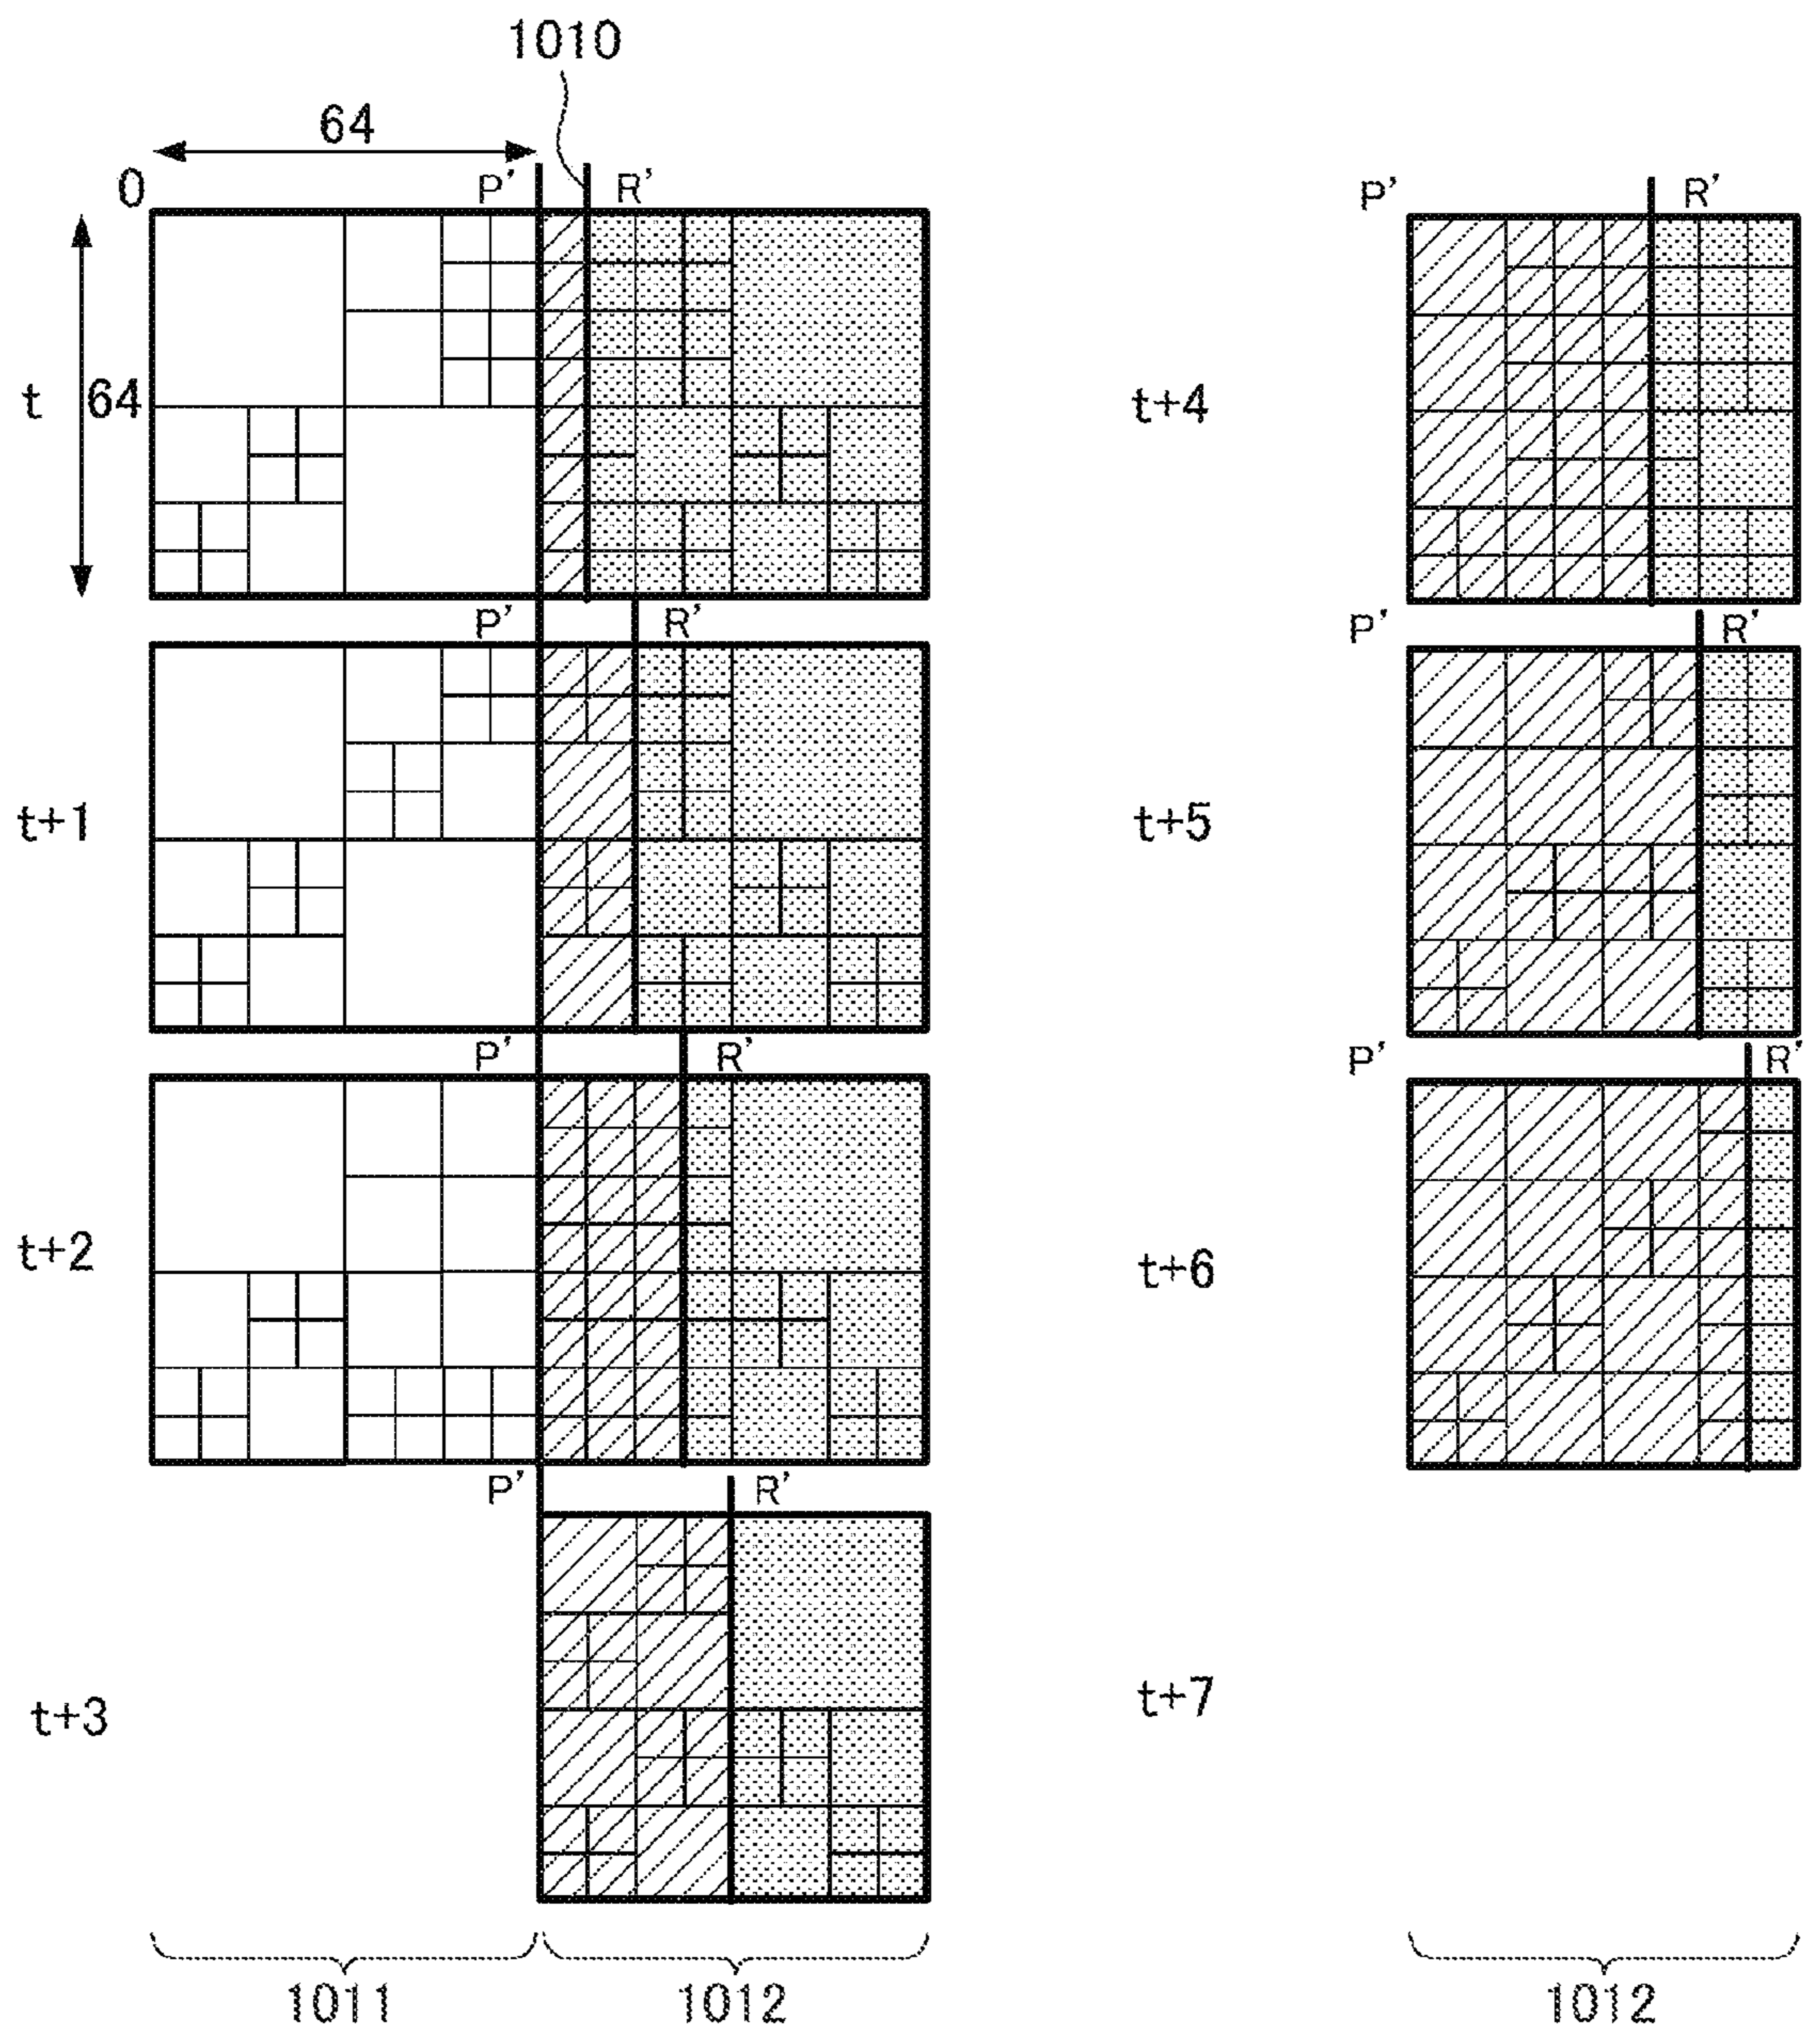 1010
64
0
P' R'
t
64
P' R'
t+1
P' R'
t+2
P' R'
t+3
1011
1012
P' R'
t+4
P' R'
t+5
P' R'
t+6
t+7
1012